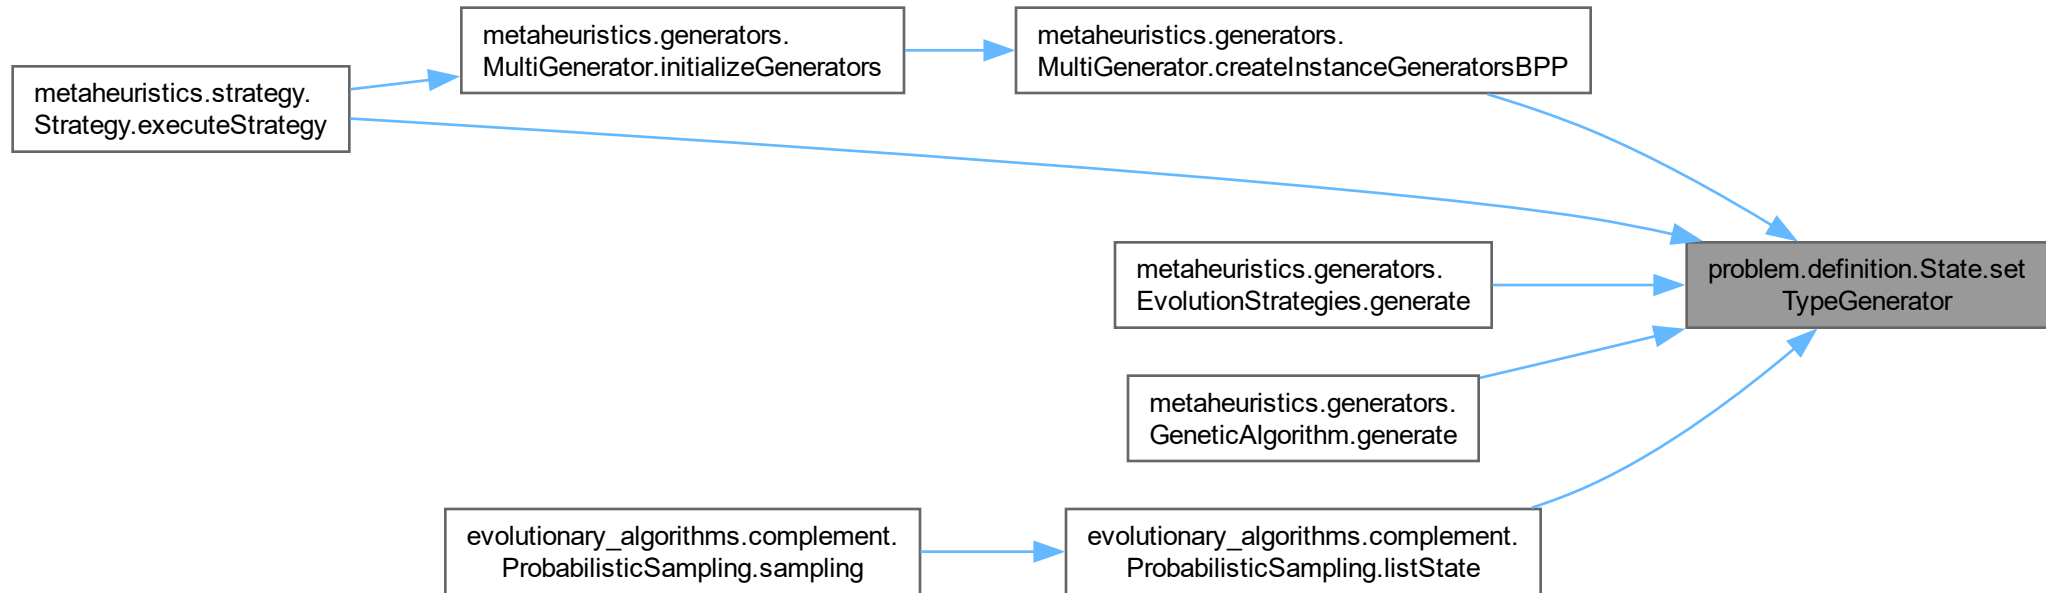 metaheuristics.generators.
MultiGenerator.initializeGenerators
metaheuristics.generators.
MultiGenerator.createInstanceGeneratorsBPP
metaheuristics.strategy.
Strategy.executeStrategy
metaheuristics.generators.
EvolutionStrategies.generate
problem.definition.State.set
TypeGenerator
metaheuristics.generators.
GeneticAlgorithm.generate
evolutionary_algorithms.complement.
ProbabilisticSampling.sampling
evolutionary_algorithms.complement.
ProbabilisticSampling.listState